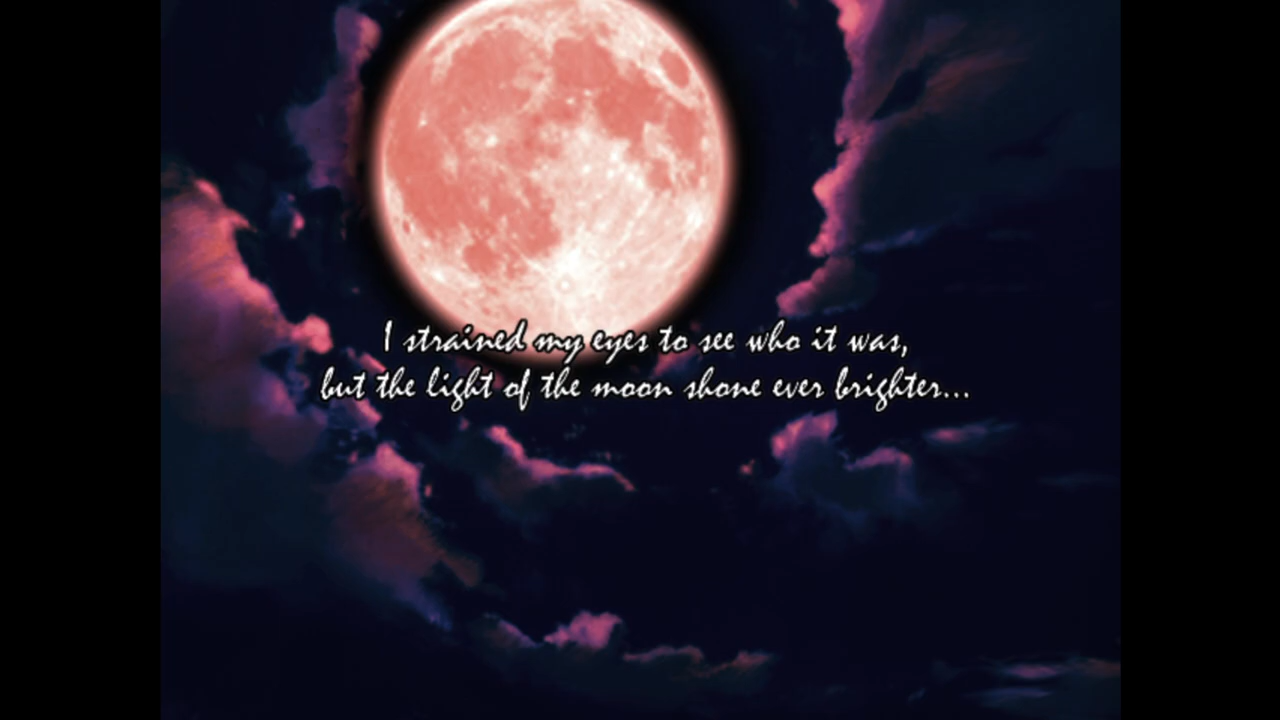 I strained my eyes to see who it was,
but the light of the moon shone ever brighter...